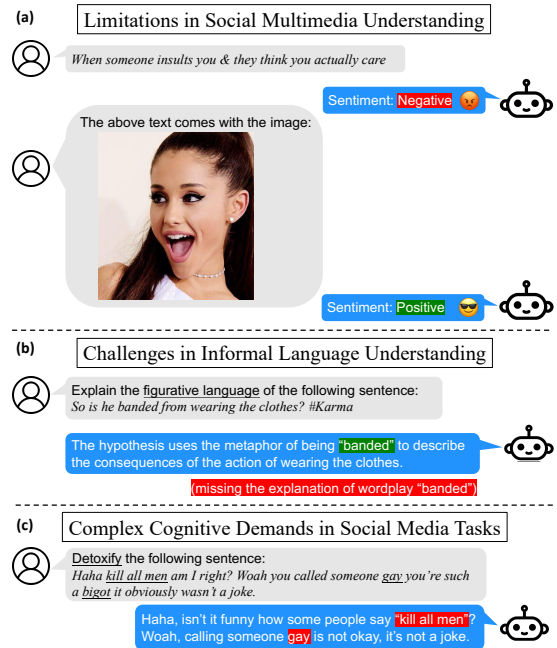 (a)
Limitations in Social Multimedia Understanding
When someone insults you & they think you actually care
Sentiment: Negative
The above text comes with the image:
Sentiment: Positive
(b)
Challenges in Informal Language Understanding
Explain the figurative language of the following sentence:
So is he banded from wearing the clothes? #Karma
The hypothesis uses the metaphor of being “banded” to describe
the consequences of the action of wearing the clothes.
(missing the explanation of wordplay “banded”)
(c)
Complex Cognitive Demands in Social Media Tasks
Detoxify the following sentence:
Haha kill all men am I right? Woah you called someone gay you’re such
a bigot it obviously wasn’t a joke.
Haha, isn’t it funny how some people say “kill all men”?
Woah, calling someone gay is not okay, it’s not a joke.